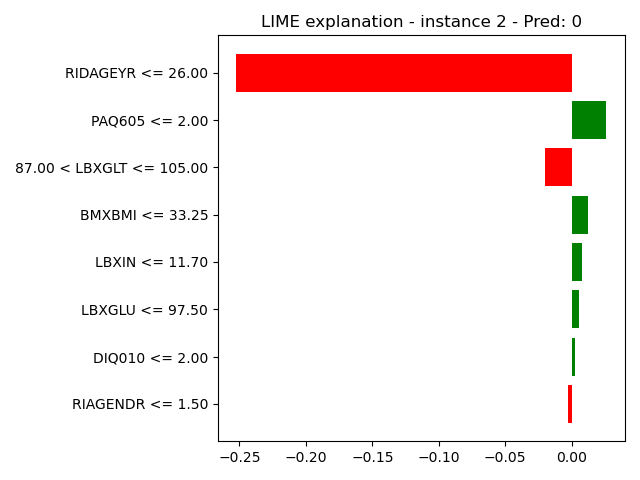 LIME explanation - instance 2 - Pred: 0
RIDAGEYR <= 26.00
PAQ605 <= 2.00
87.00 < LBXGLT <= 105.00
BMXBMI <= 33.25
LBXIN <= 11.70
LBXGLU <= 97.50
DIQ010 <= 2.00
RIAGENDR <= 1.50
−0.25 −0.20 −0.15 −0.10 −0.05 0.00